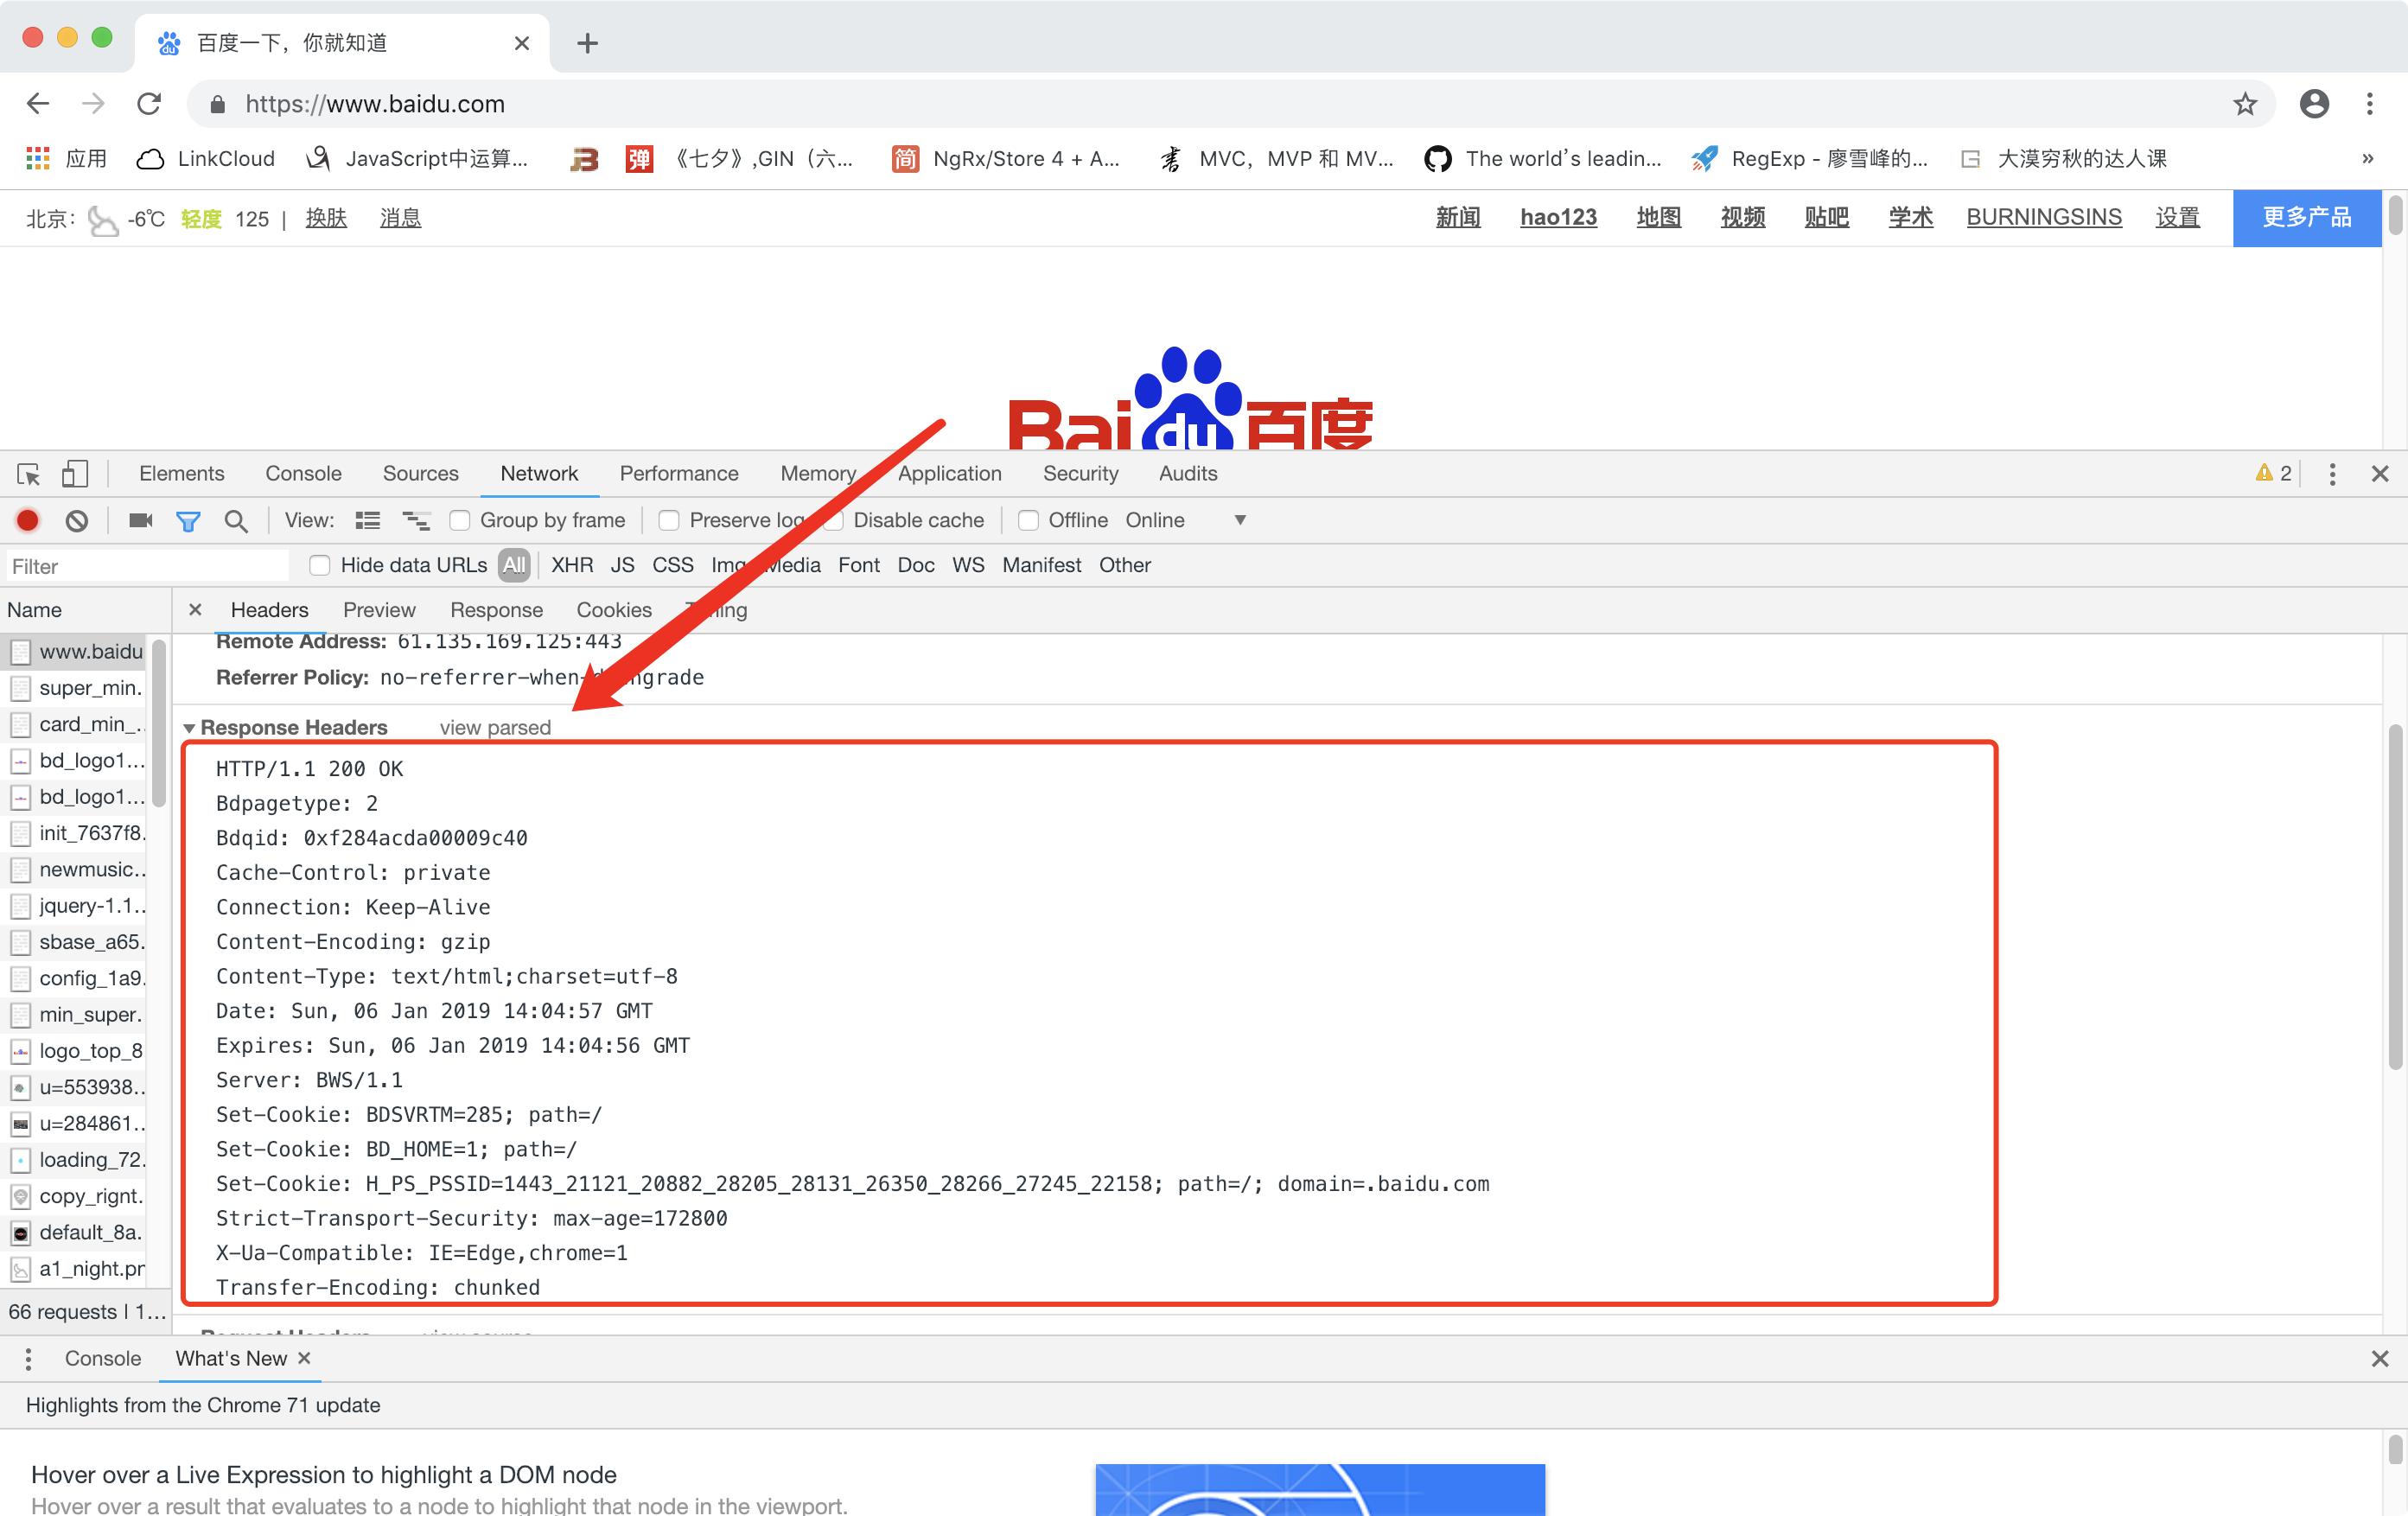 百度一下，你就知道
https://www.baidu.com
应用 LinkCloud JavaScript中运算... 弹 《七夕》,GIN（六... 简 NgRx/Store 4 + A... MVC，MVP 和 MV... The world's leadin... RegExp - 廖雪峰的... 大漠穷秋的达人课 »
北京： -6℃ 轻度 125 | 换肤 消息 新闻 hao123 地图 视频 贴吧 学术 BURNINGSINS 设置 更多产品
Bai du 百度
Elements Console Sources Network Performance Memory Application Security Audits 2
View: Group by frame Preserve log Disable cache Offline Online
Filter Hide data URLs All XHR JS CSS Img Media Font Doc WS Manifest Other
Name Headers Preview Response Cookies Timing
www.baidu
super_min.
card_min_..
bd_logo1...
bd_logo1...
init_7637f8.
newmusic..
jquery-1.1..
sbase_a65.
config_1a9.
min_super.
logo_top_8
u=553938..
u=284861..
loading_72.
copy_rignt.
default_8a.
a1_night.pn
66 requests | 1...
Remote Address: 61.135.169.125:443
Referrer Policy: no-referrer-when-downgrade
Response Headers view parsed
HTTP/1.1 200 OK
Bdpagetype: 2
Bdqid: 0xf284acda00009c40
Cache-Control: private
Connection: Keep-Alive
Content-Encoding: gzip
Content-Type: text/html;charset=utf-8
Date: Sun, 06 Jan 2019 14:04:57 GMT
Expires: Sun, 06 Jan 2019 14:04:56 GMT
Server: BWS/1.1
Set-Cookie: BDSVRTM=285; path=/
Set-Cookie: BD_HOME=1; path=/
Set-Cookie: H_PS_PSSID=1443_21121_20882_28205_28131_26350_28266_27245_22158; path=/; domain=.baidu.com
Strict-Transport-Security: max-age=172800
X-Ua-Compatible: IE=Edge,chrome=1
Transfer-Encoding: chunked
Request Headers view source
Console What's New
Highlights from the Chrome 71 update
Hover over a Live Expression to highlight a DOM node
Hover over a result that evaluates to a node to highlight that node in the viewport.